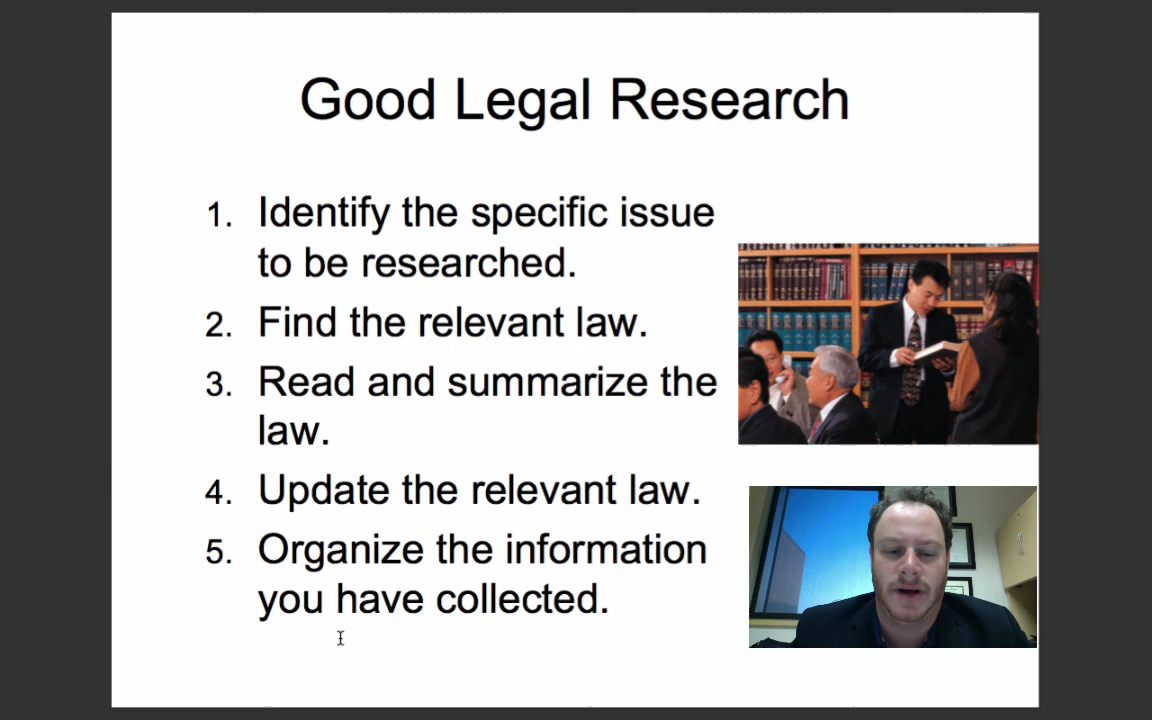 Good Legal Research
1. Identify the specific issue
to be researched.
2. Find the relevant law.
3. Read and summarize the
law.
4. Update the relevant law.
5. Organize the information
you have collected.